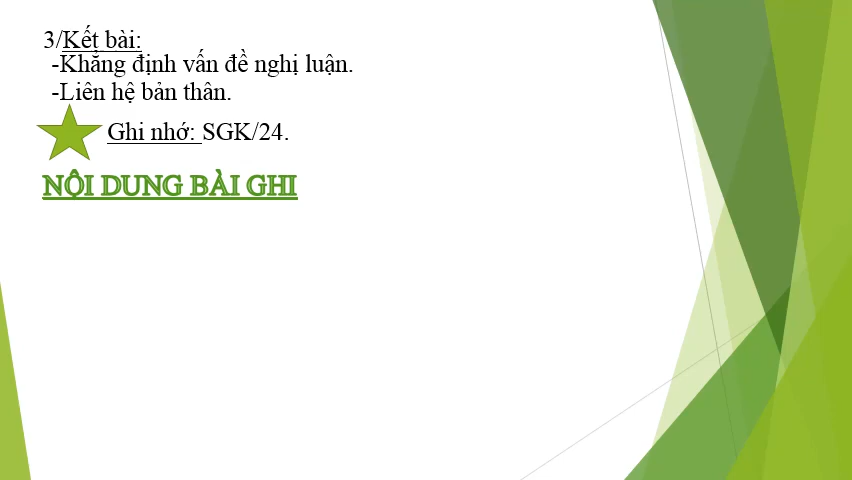 3/Kết bài:
-Khẳng định vấn đề nghị luận.
-Liên hệ bản thân.
Ghi nhớ: SGK/24.
NỘI DUNG BÀI GHI